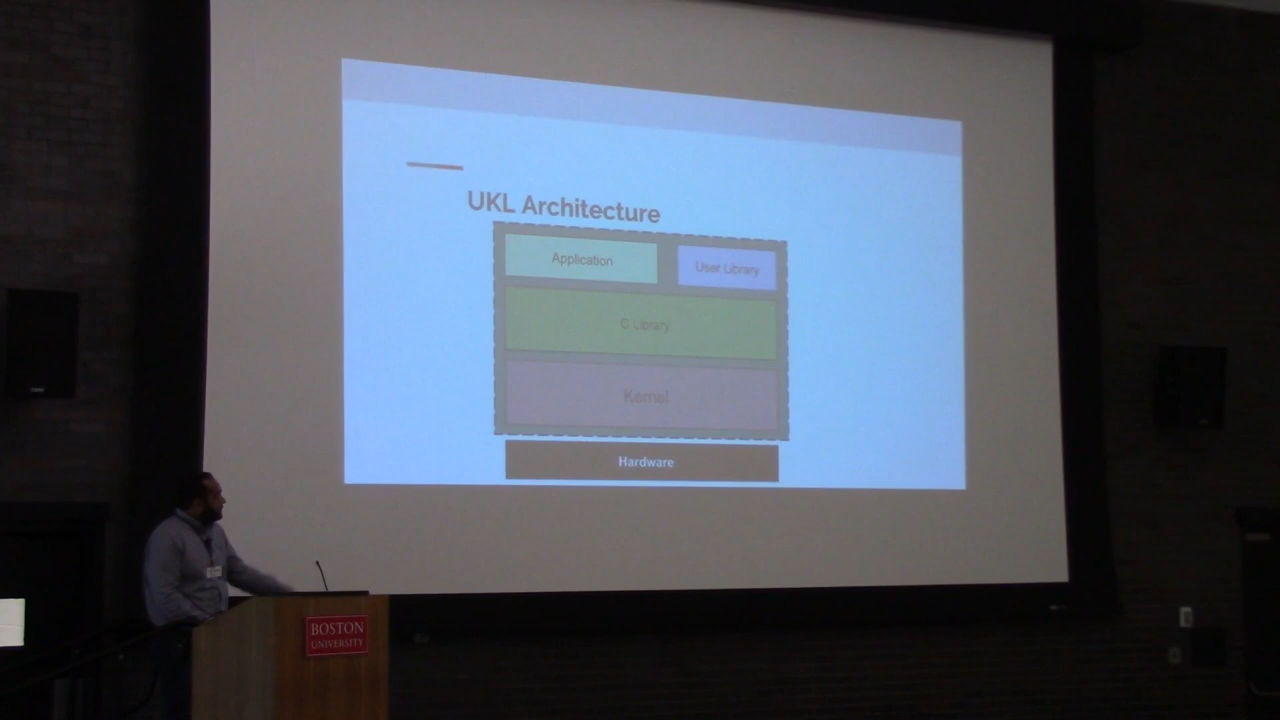 UKL Architecture
Application
User Library
C Library
Kernel
Hardware
BOSTON
UNIVERSITY